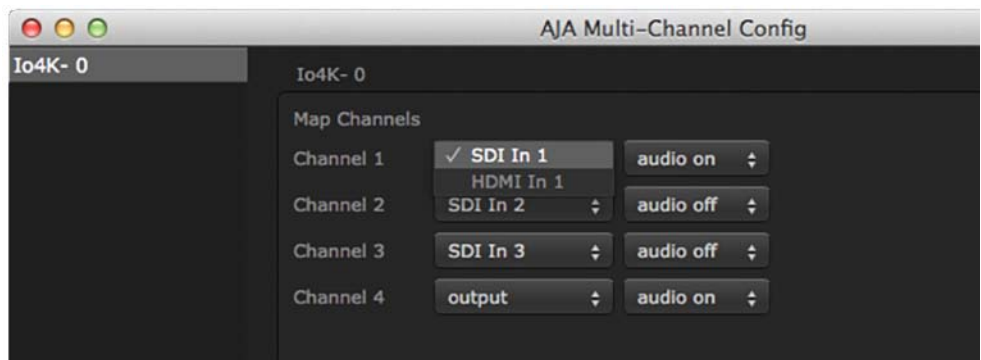 AJA Multi-Channel Config
Io4K- 0
Io4K- 0
Map Channels
Channel 1 ✓ SDI In 1 audio on
HDMI In 1
Channel 2 SDI In 2 audio off
Channel 3 SDI In 3 audio off
Channel 4 output audio on